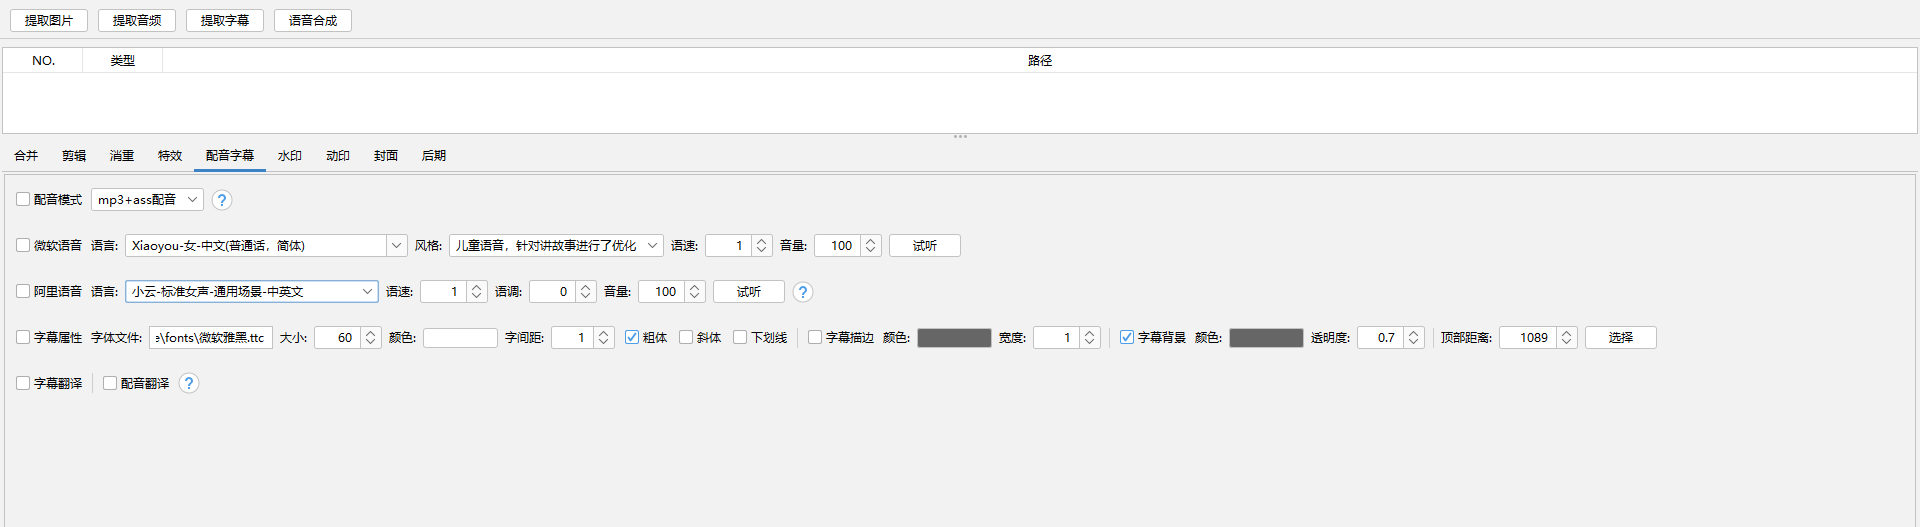 提取图片 提取音频 提取字幕 语音合成
NO. 类型 路径
合并 剪辑 消重 特效 配音字幕 水印 动印 封面 后期
配音模式 mp3+ass配音 ?
微软语音 语言: Xiaoyou-女-中文(普通话，简体) 风格: 儿童语音，针对讲故事进行了优化 语速: 1 音量: 100 试听
阿里语音 语言: 小云-标准女声-通用场景-中英文 语速: 1 语调: 0 音量: 100 试听 ?
字幕属性 字体文件: e\fonts\微软雅黑.ttc 大小: 60 颜色: 字间距: 1 粗体 斜体 下划线 字幕描边 颜色: 宽度: 1 字幕背景 颜色: 透明度: 0.7 顶部距离: 1089 选择
字幕翻译 配音翻译 ?